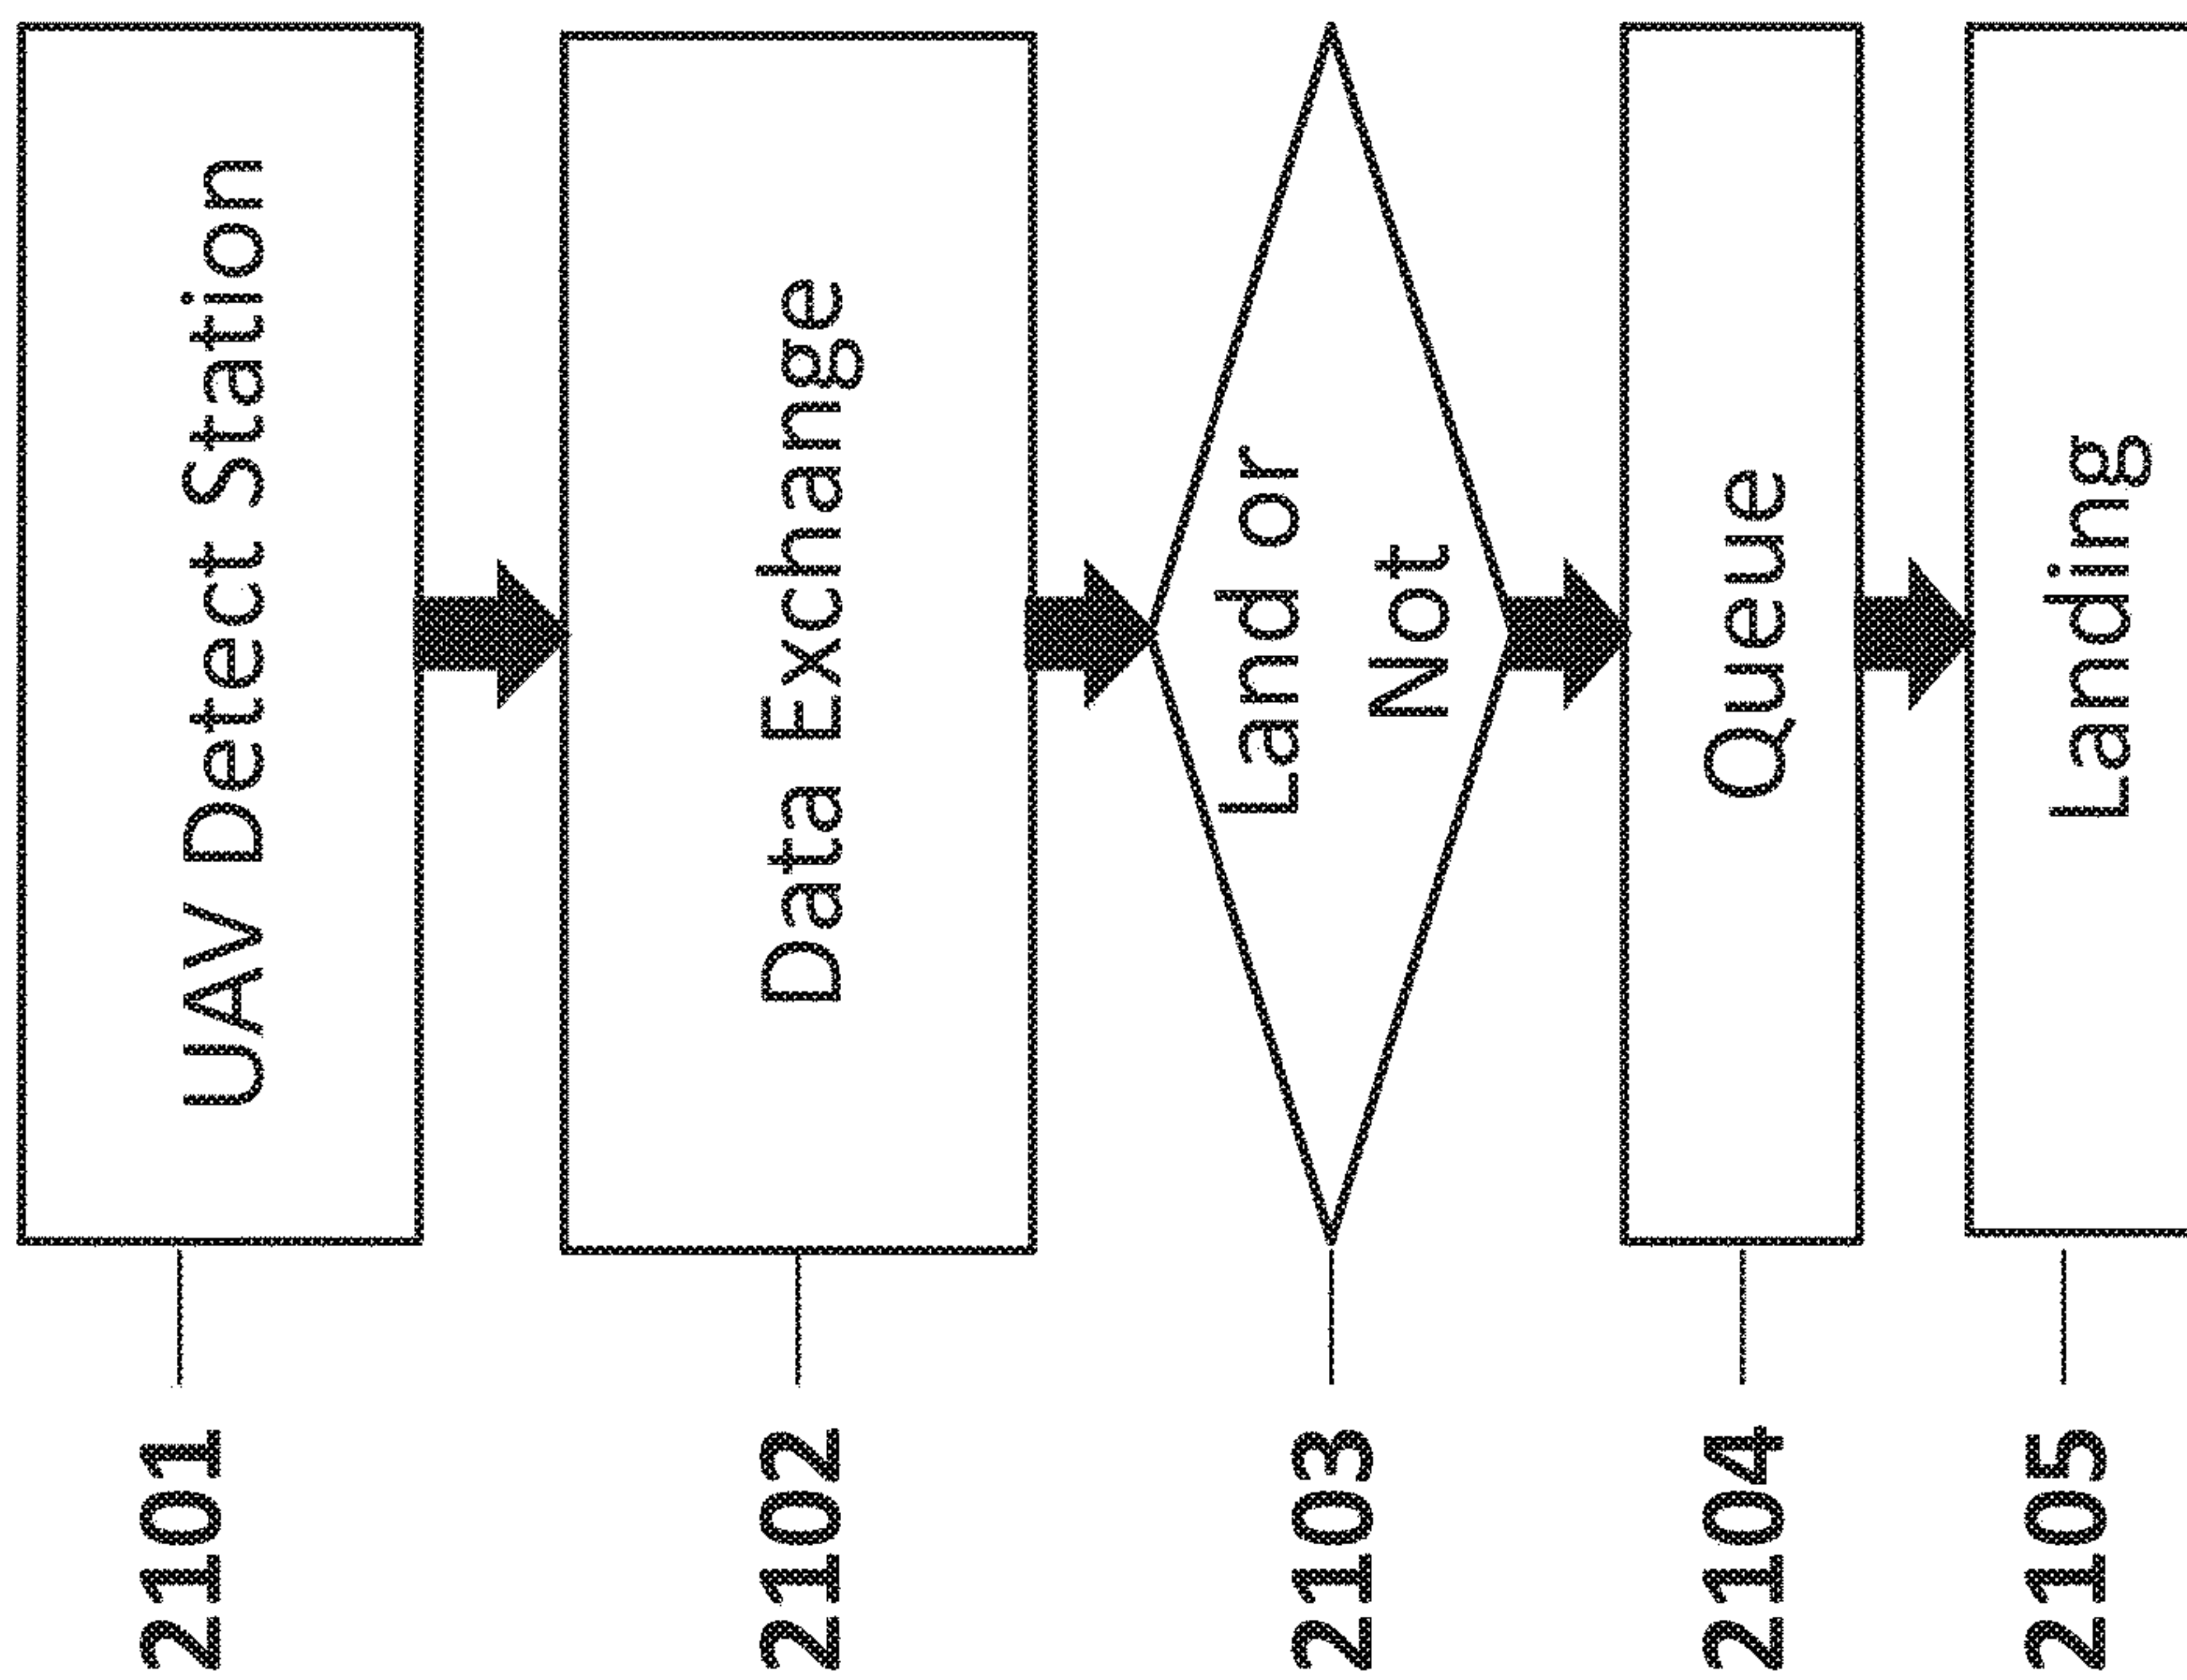 2101
UAV Detect Station
2102
Data Exchange
2103
Land or
Not
2104
Queue
2105
Landing